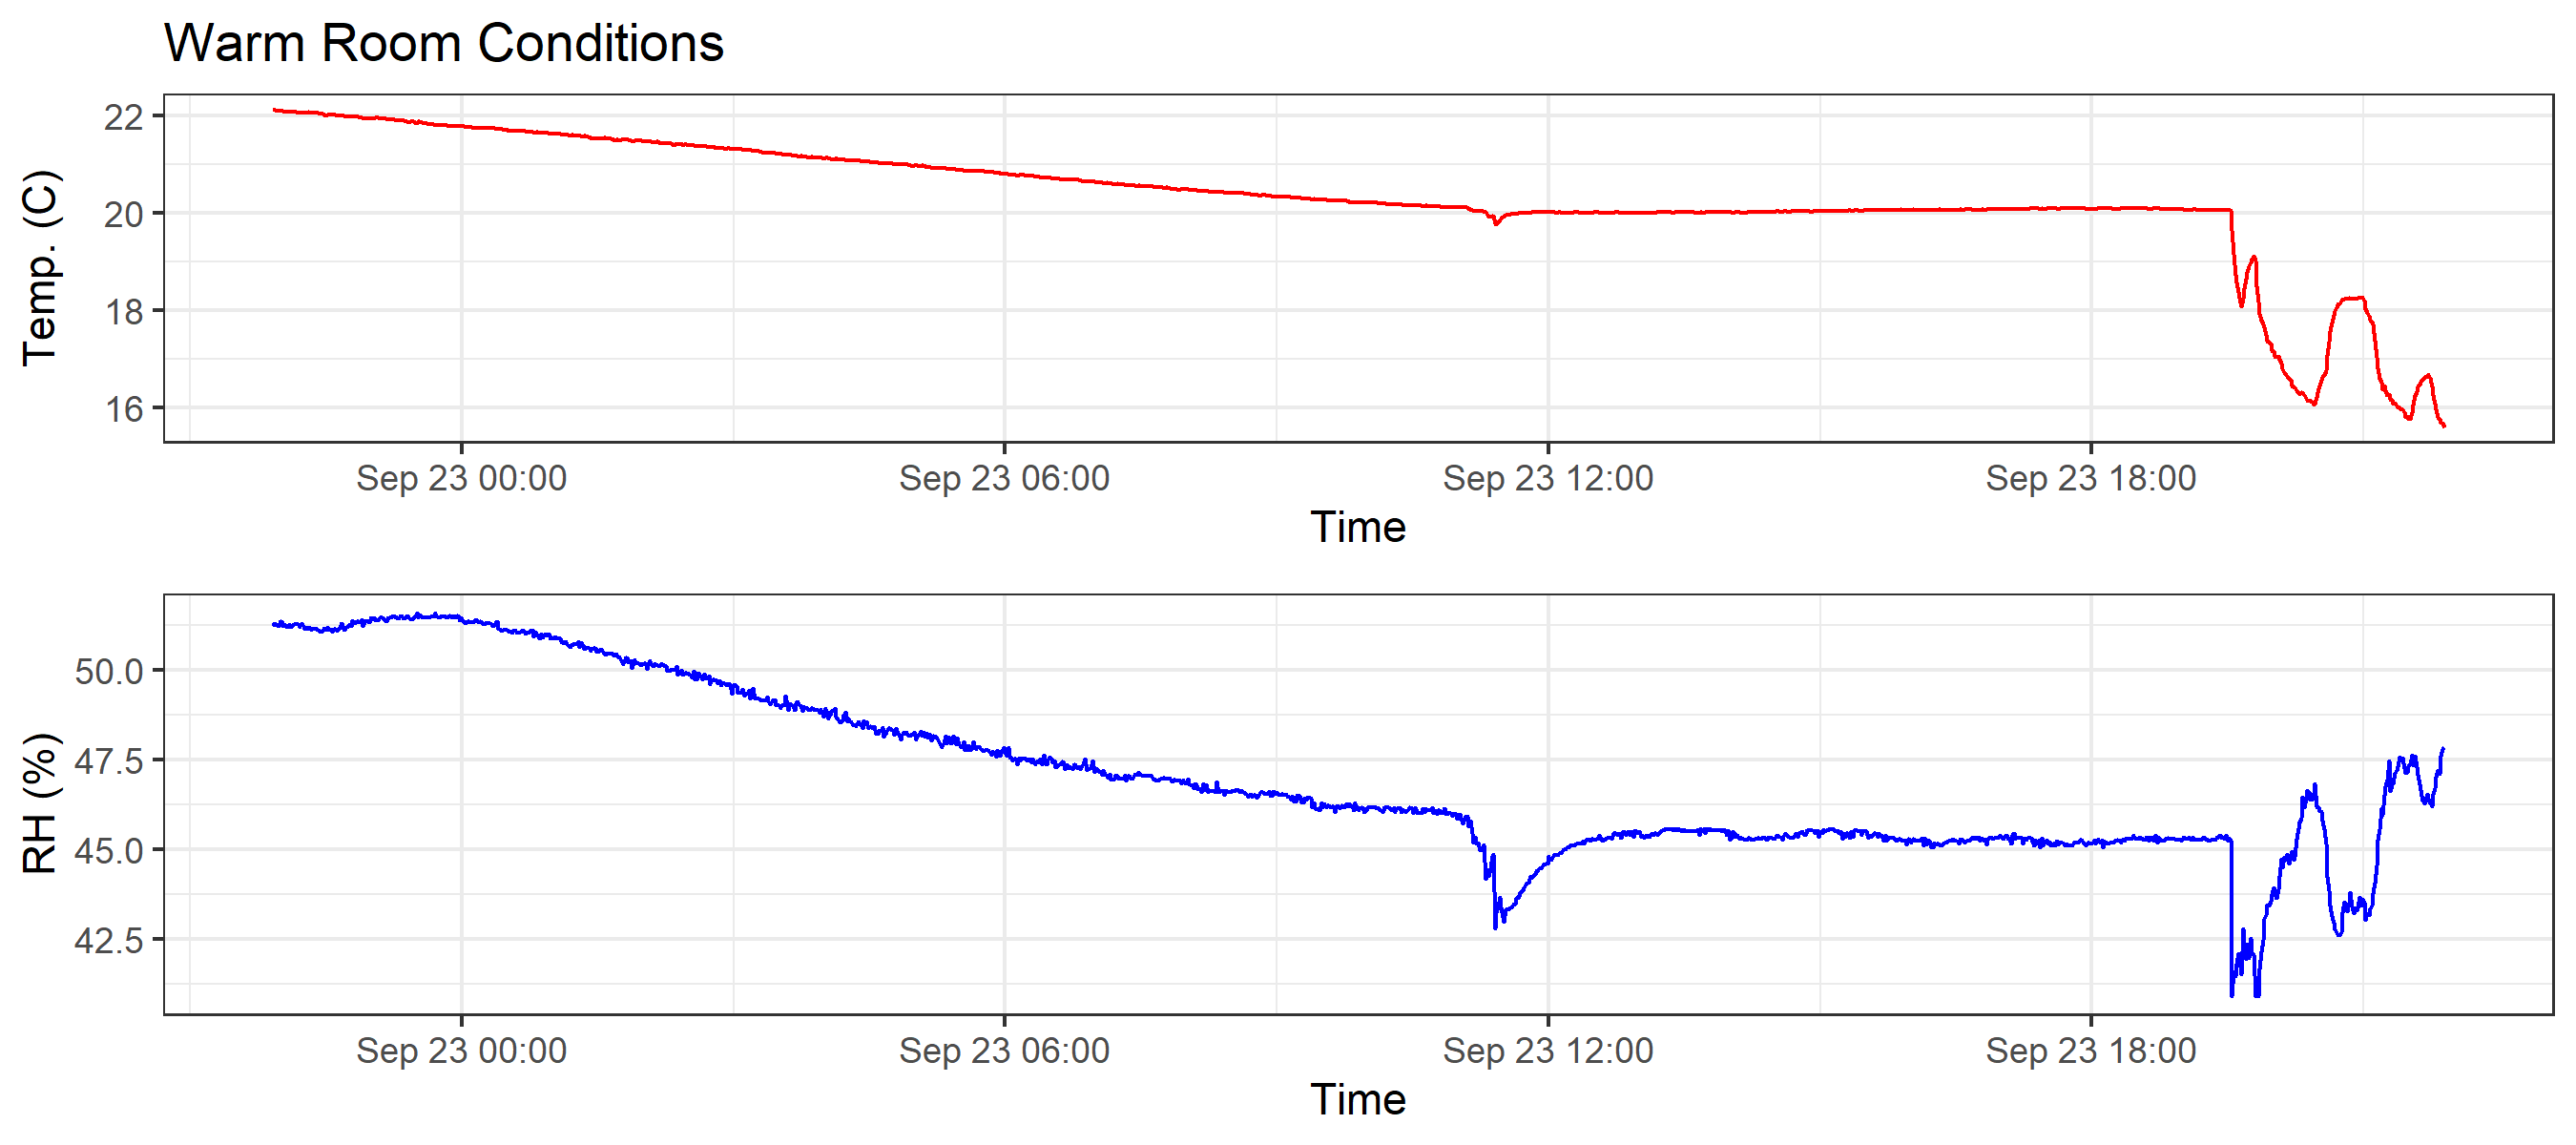 Warm Room Conditions
Temp. (C)
22
20
18
16
Sep 23 00:00 Sep 23 06:00 Sep 23 12:00 Sep 23 18:00
Time
RH (%)
50.0
47.5
45.0
42.5
Sep 23 00:00 Sep 23 06:00 Sep 23 12:00 Sep 23 18:00
Time